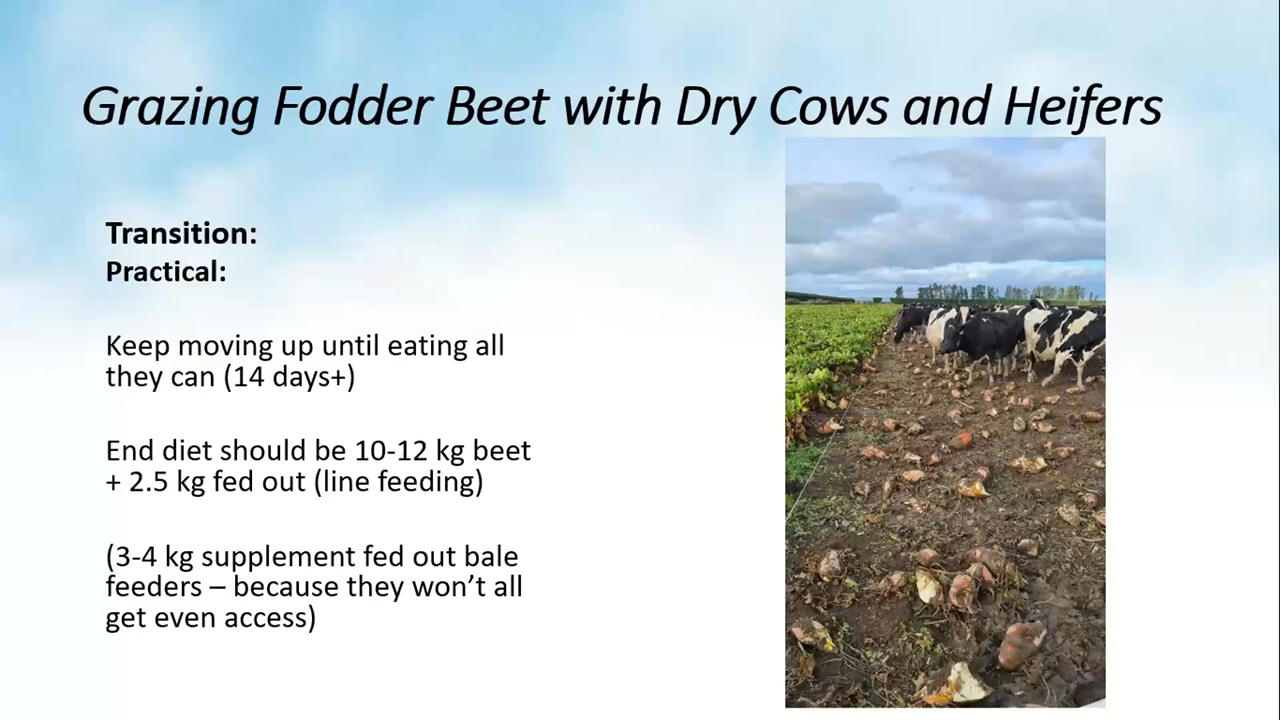 Grazing Fodder Beet with Dry Cows and Heifers
Transition:
Practical:
Keep moving up until eating all
they can (14 days+)
End diet should be 10-12 kg beet
+ 2.5 kg fed out (line feeding)
(3-4 kg supplement fed out bale
feeders – because they won’t all
get even access)